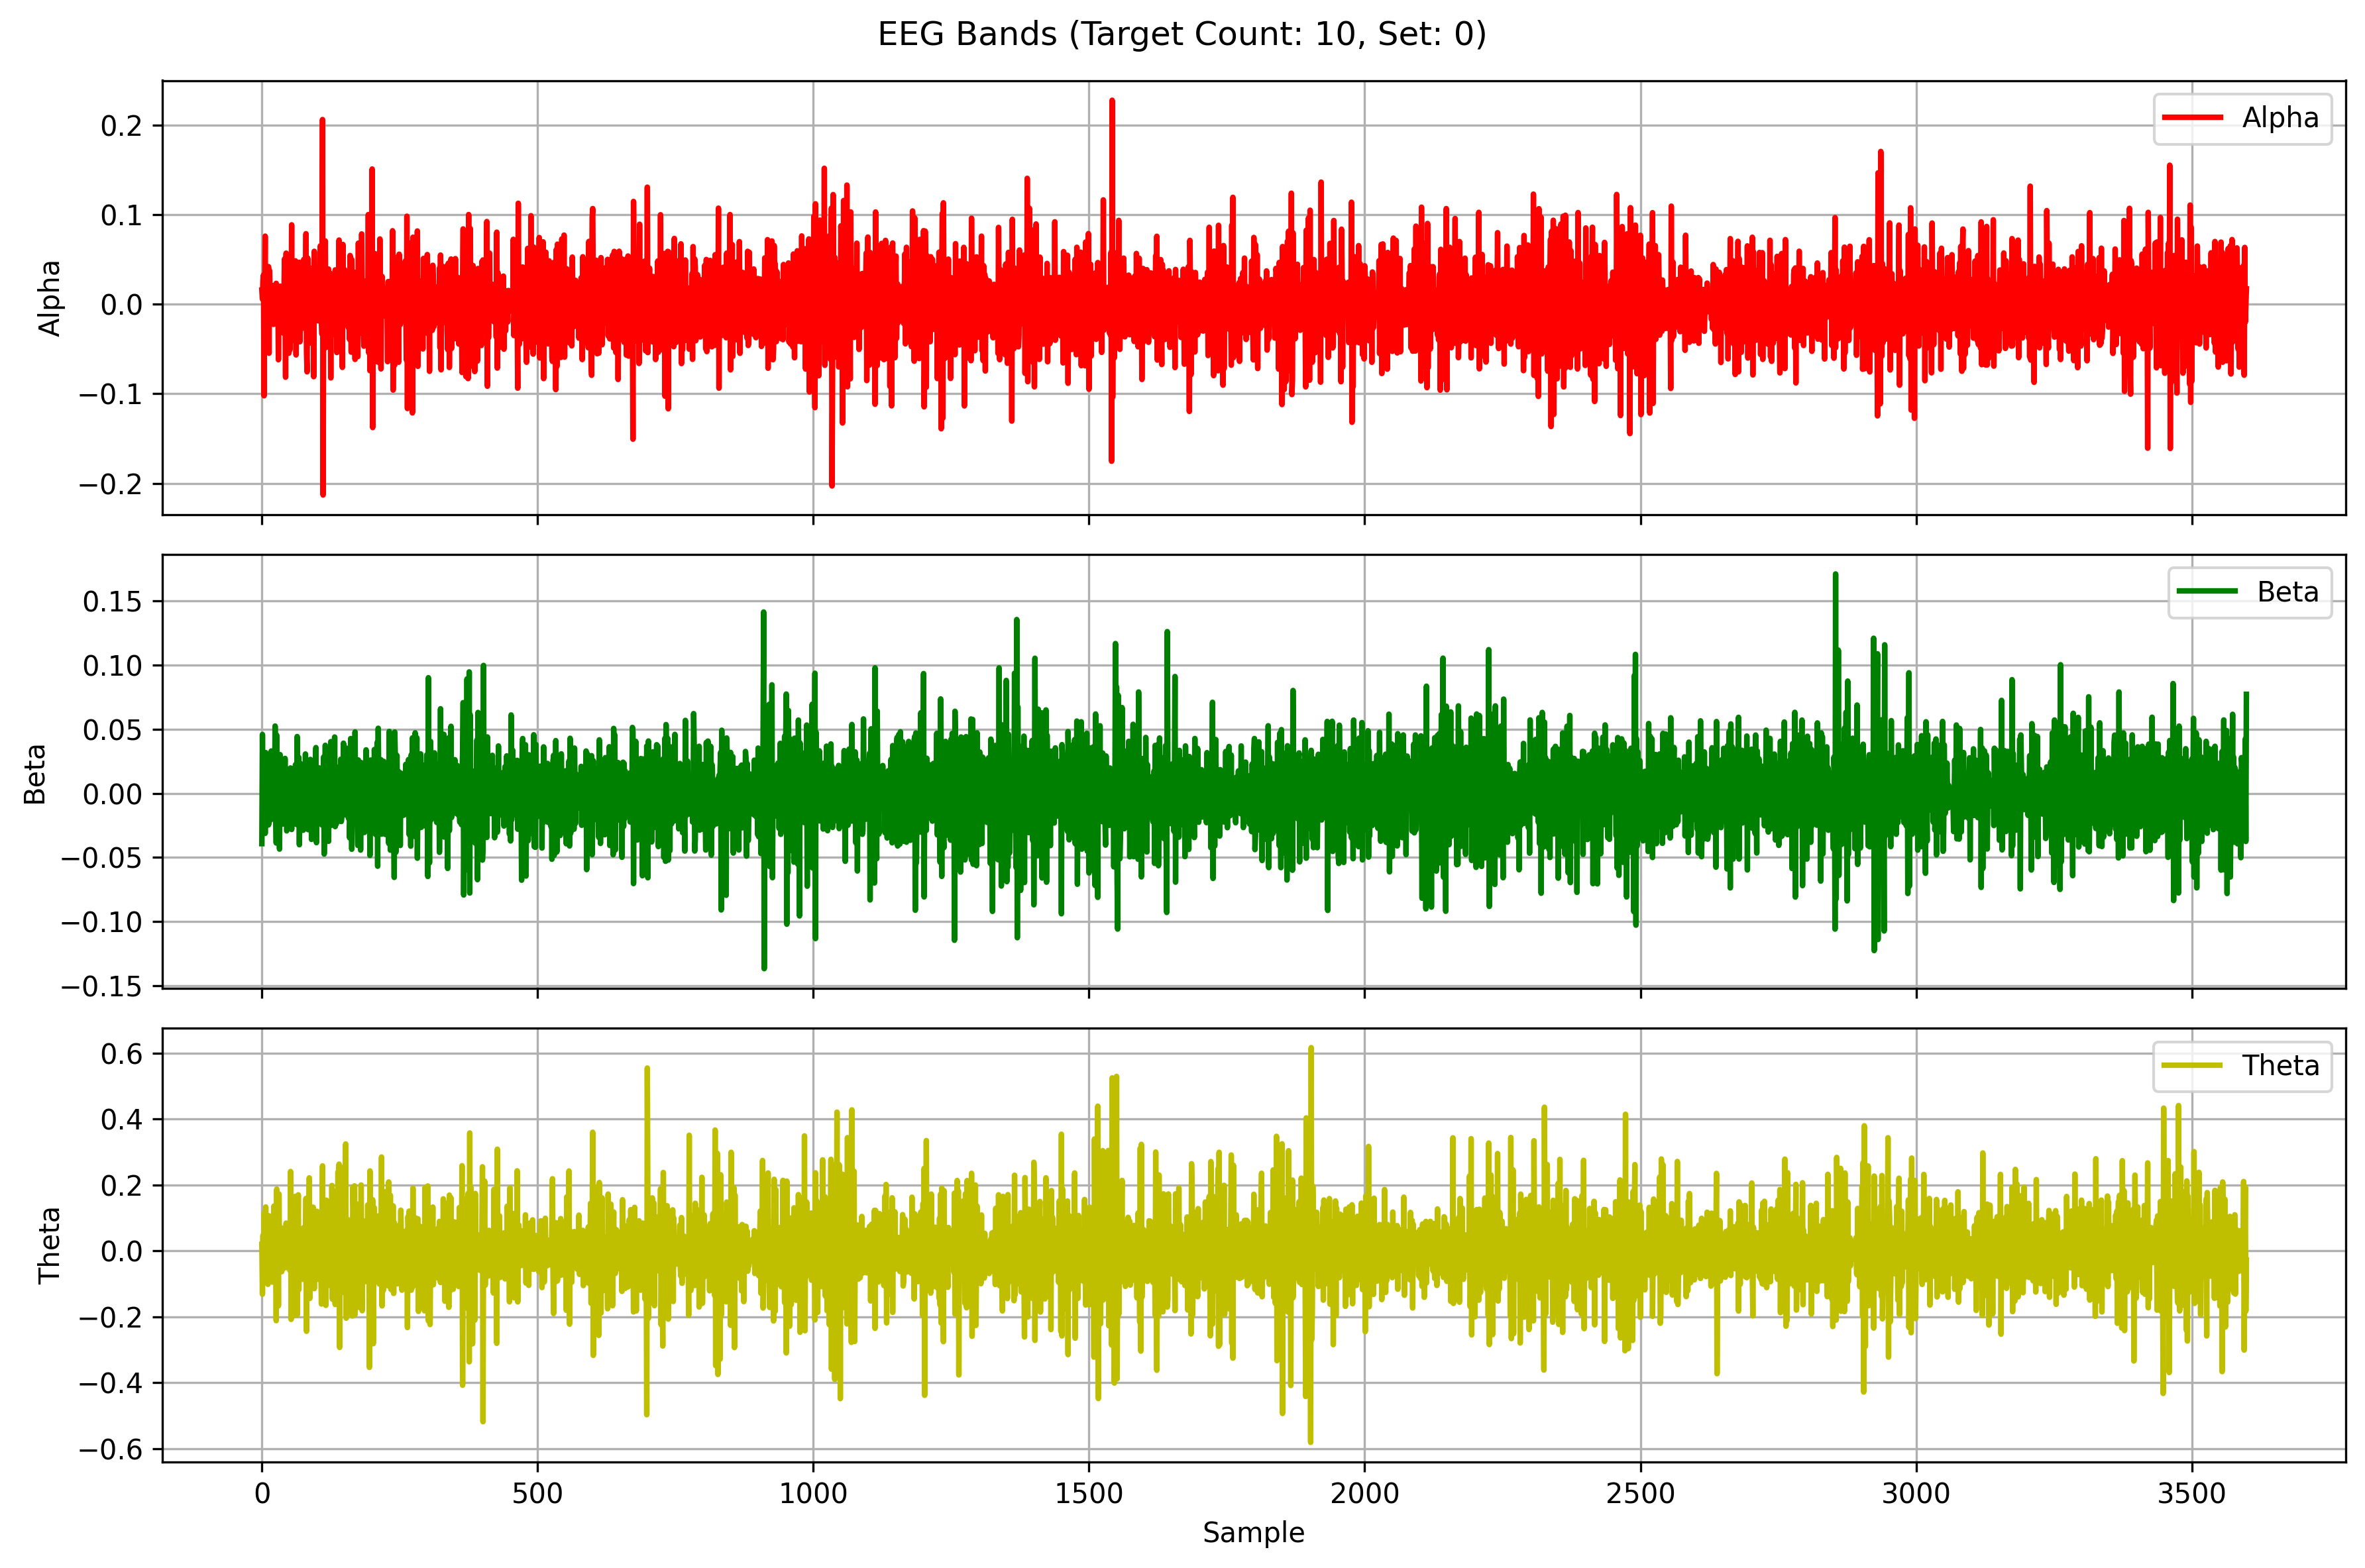 EEG Bands (Target Count: 10, Set: 0)
Alpha
0.2
0.1
0.0
−0.1
−0.2
Alpha
Beta
0.15
0.10
0.05
0.00
−0.05
−0.10
−0.15
Beta
Theta
0.6
0.4
0.2
0.0
−0.2
−0.4
−0.6
Theta
0 500 1000 1500 2000 2500 3000 3500
Sample